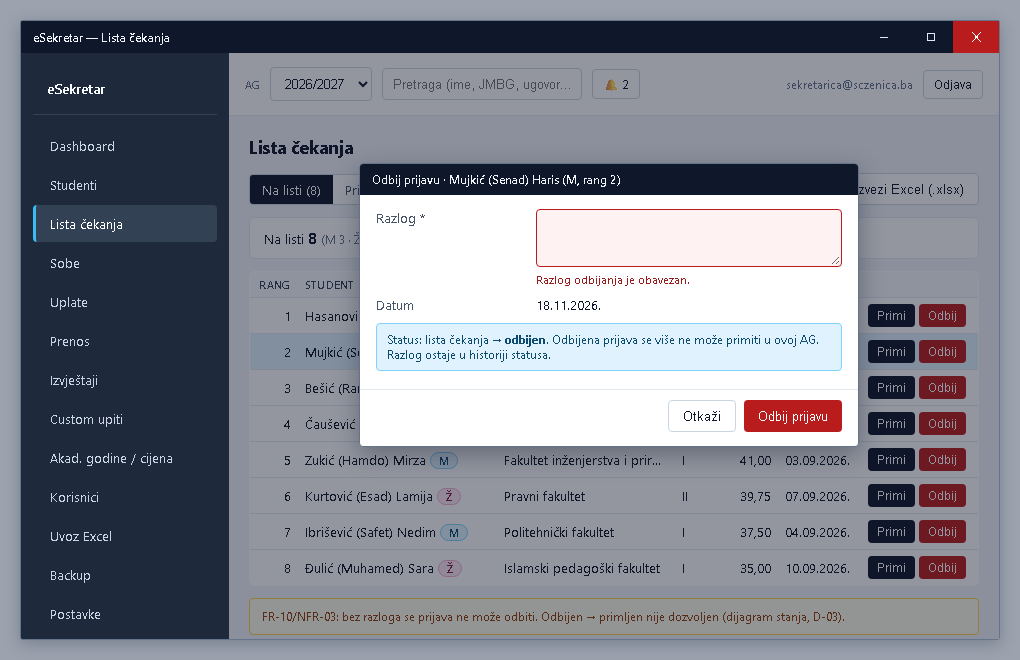 eSekretar — Lista čekanja
eSekretar
AG
2026/2027
Pretraga (ime, JMBG, ugovor...
2
sekretarica@sczenica.ba
Odjava
Dashboard
Studenti
Lista čekanja
Sobe
Uplate
Prenos
Izvještaji
Custom upiti
Akad. godine / cijena
Korisnici
Uvoz Excel
Backup
Postavke
Lista čekanja
Na listi (8)
Excel (.xlsx)
Na listi 8 (M 3 ·
RANG STUDENT
1 Primi Odbij
2 Primi Odbij
3 Bešić Primi Odbij
4 Čaušević Primi Odbij
5 Zukić (Hamdo) Mirza M Fakultet inženjerstva i prir... I 41,00 03.09.2026. Primi Odbij
6 Kurtović (Esad) Lamija Ž Pravni fakultet II 39,75 07.09.2026. Primi Odbij
7 Ibrišević (Safet) Nedim M Politehnički fakultet I 37,50 04.09.2026. Primi Odbij
8 Đulić (Muhamed) Sara Ž Islamski pedagoški fakultet I 35,00 10.09.2026. Primi Odbij
FR-10/NFR-03: bez razloga se prijava ne može odbiti. Odbijen → primljen nije dozvoljen (dijagram stanja, D-03).
Odbij prijavu · Mujkić (Senad) Haris (M, rang 2)
Razlog *
Razlog odbijanja je obavezan.
Datum 18.11.2026.
Status: lista čekanja → odbijen. Odbijena prijava se više ne može primiti u ovoj AG.
Razlog ostaje u historiji statusa.
Otkaži
Odbij prijavu